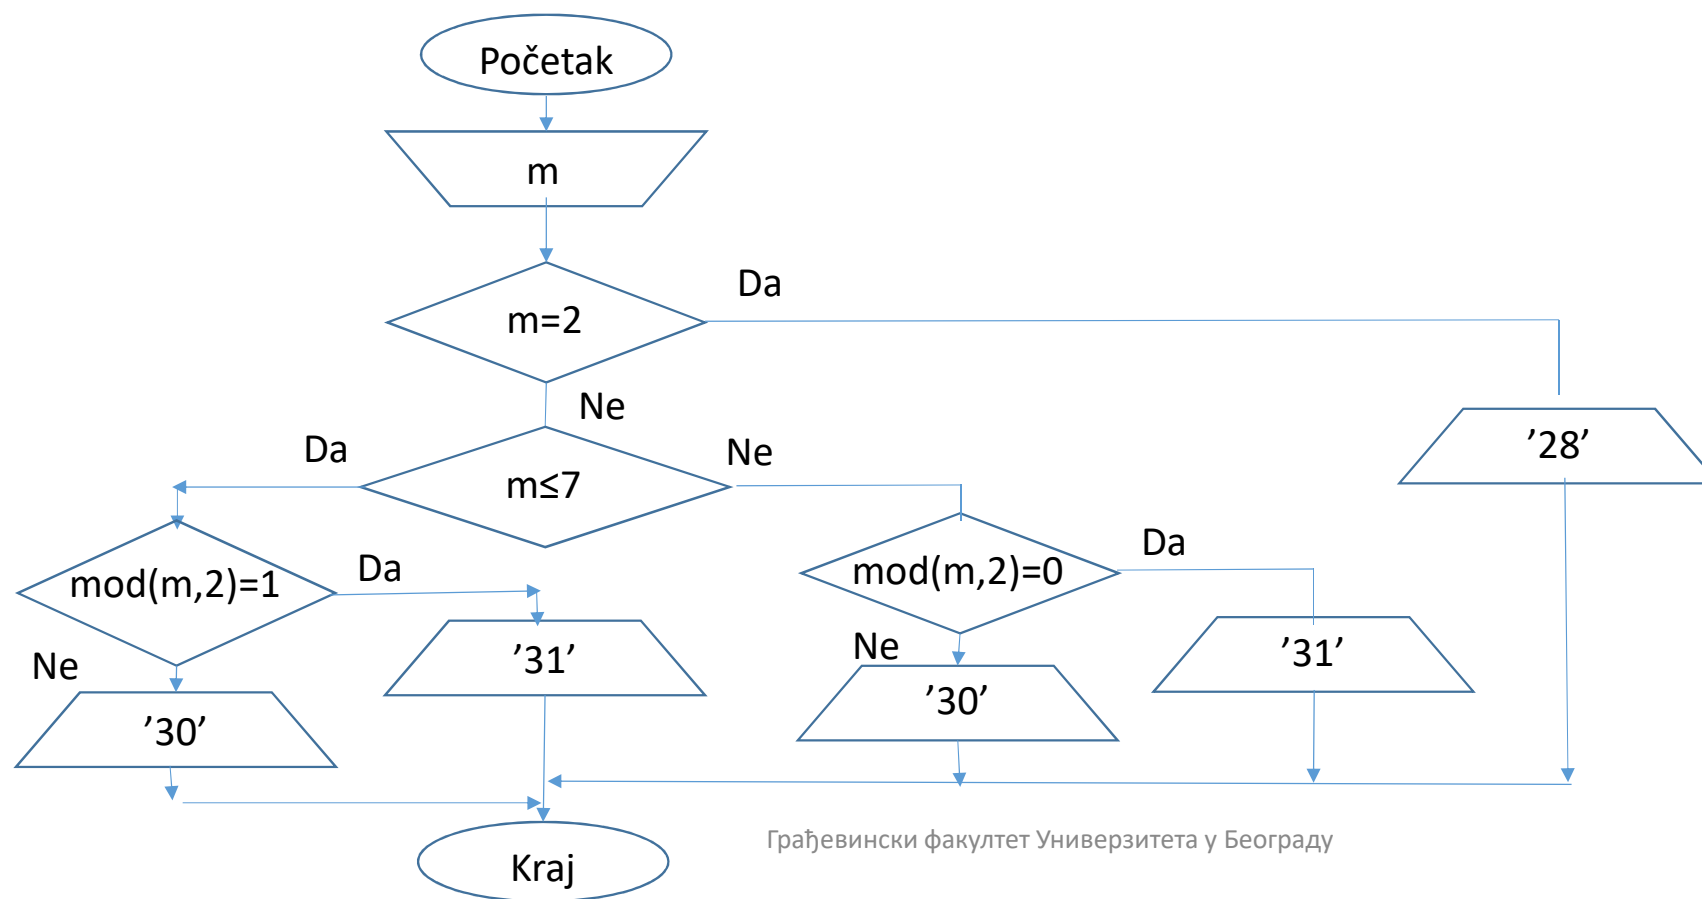 Početak
m
m=2
Da
Ne
m≤7
Da
Ne
’28’
mod(m,2)=1
Da
mod(m,2)=0
Da
Ne
’31’
Ne
’31’
’30’
’30’
Kraj
Грађевински факултет Универзитета у Београду